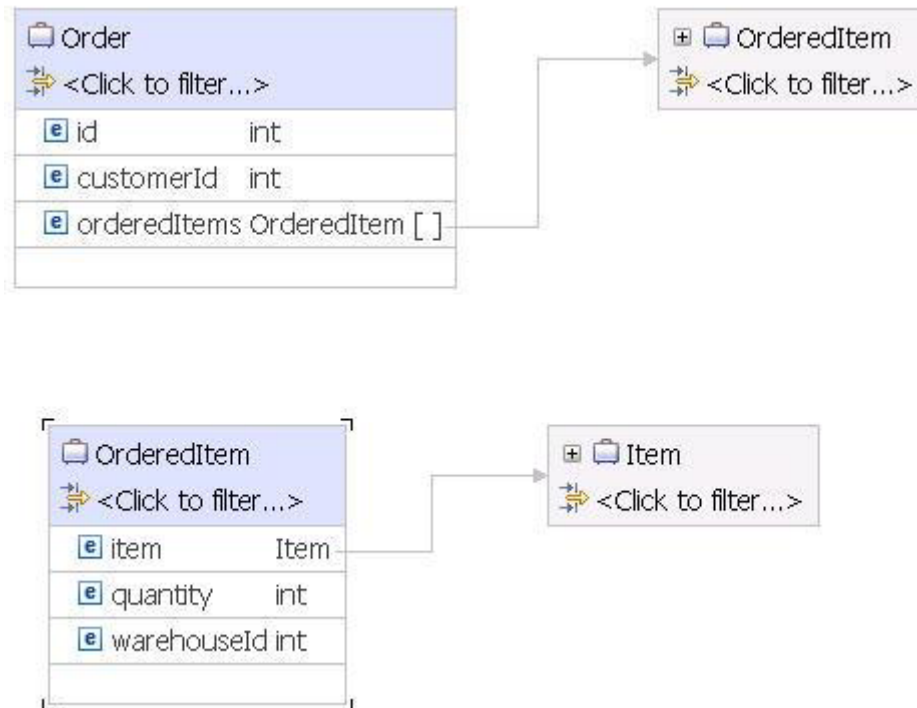 Order
<Click to filter...>
e id int
e customerId int
e orderedItems OrderedItem [ ]
OrderedItem
<Click to filter...>
OrderedItem
<Click to filter...>
e item Item
e quantity int
e warehouseId int
Item
<Click to filter...>